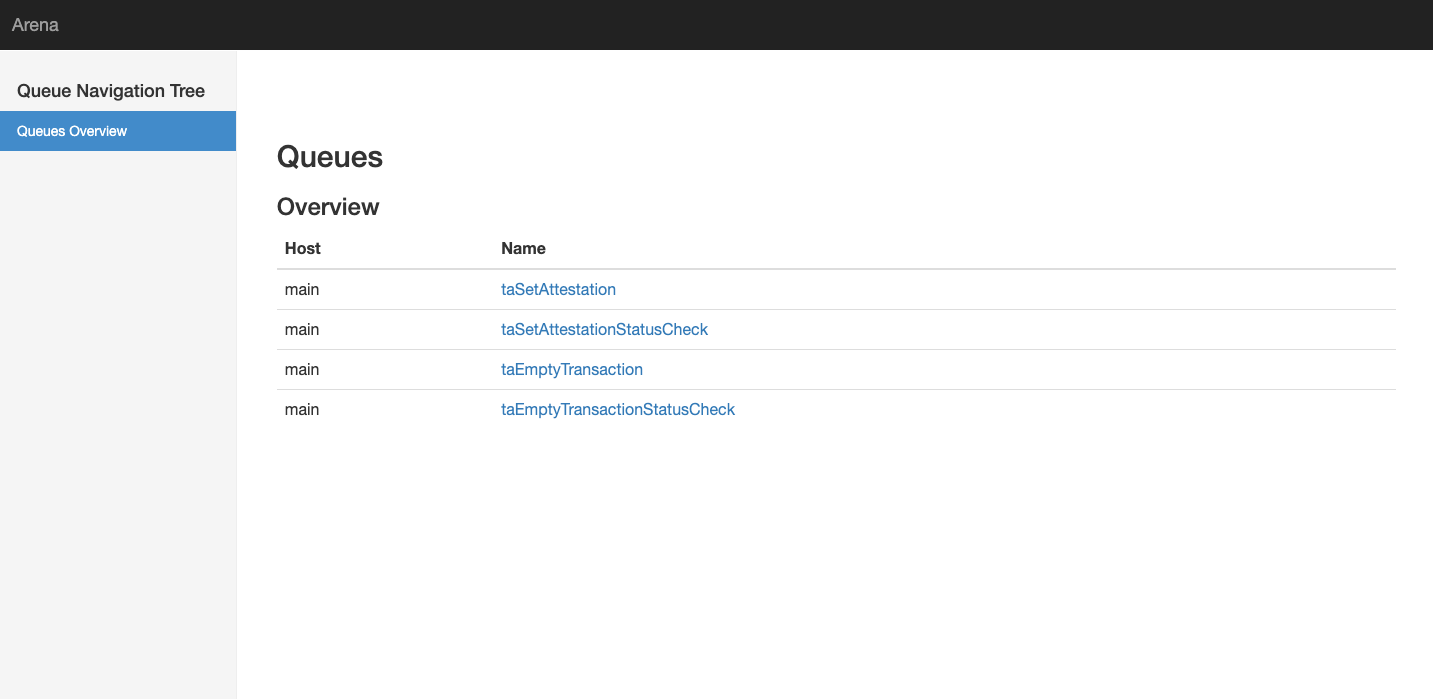 Arena
Queue Navigation Tree
Queues Overview
Queues
Overview
Host Name
main taSetAttestation
main taSetAttestationStatusCheck
main taEmptyTransaction
main taEmptyTransactionStatusCheck